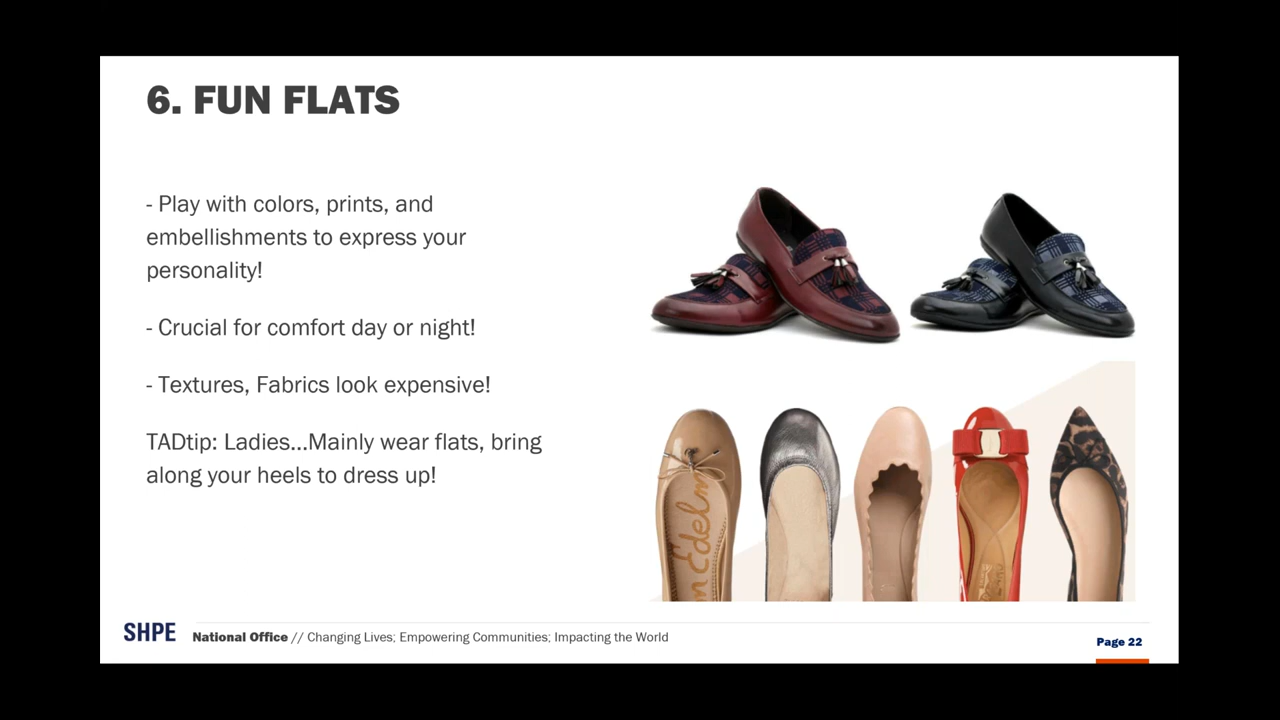 6. FUN FLATS
- Play with colors, prints, and
embellishments to express your
personality!
- Crucial for comfort day or night!
- Textures, Fabrics look expensive!
TADtip: Ladies...Mainly wear flats, bring
along your heels to dress up!
m Edelm
SHPE
National Office // Changing Lives; Empowering Communities; Impacting the World
Page 22